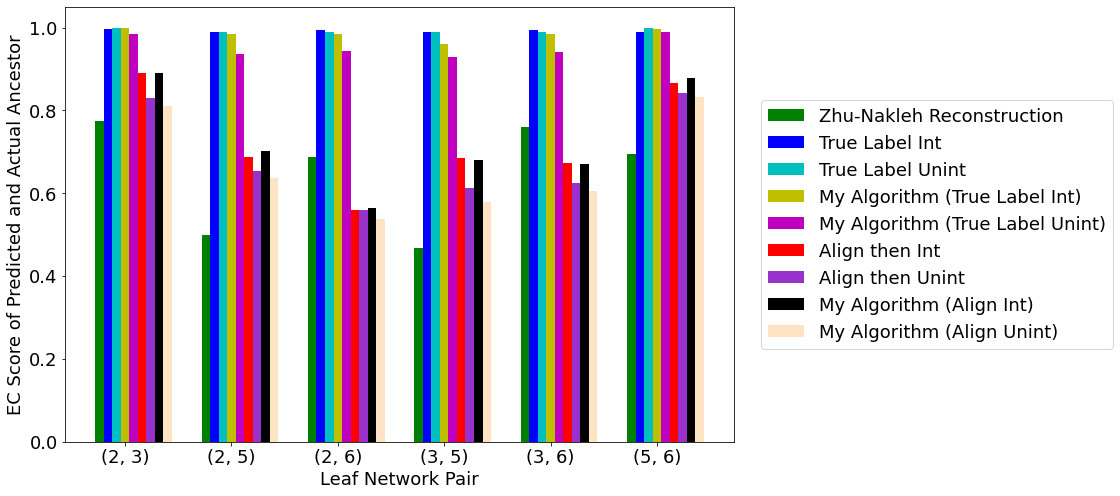 EC Score of Predicted and Actual Ancestor
1.0
0.8
0.6
0.4
0.2
0.0
(2, 3) (2, 5) (2, 6) (3, 5) (3, 6) (5, 6)
Leaf Network Pair
Zhu-Nakleh Reconstruction
True Label Int
True Label Unint
My Algorithm (True Label Int)
My Algorithm (True Label Unint)
Align then Int
Align then Unint
My Algorithm (Align Int)
My Algorithm (Align Unint)